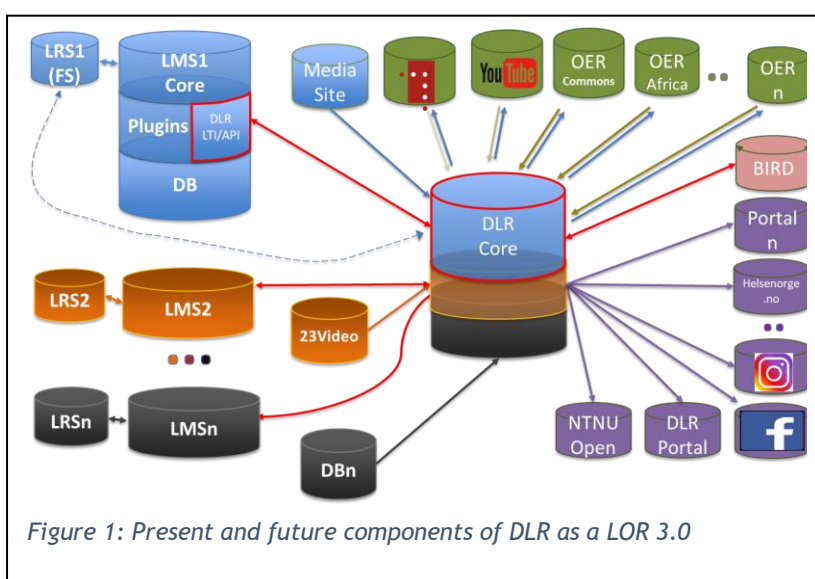 LRS1
(FS)
LMS1
Core
Plugins
DLR
LTI/API
DB
Media
Site
YouTube
OER
Commons
OER
Africa
OER
n
BIRD
DLR
Core
Portal
n
Helsenorge
.no
LRS2
LMS2
23Video
LRSn
LMSn
DBn
NTNU
Open
DLR
Portal
f
Figure 1: Present and future components of DLR as a LOR 3.0